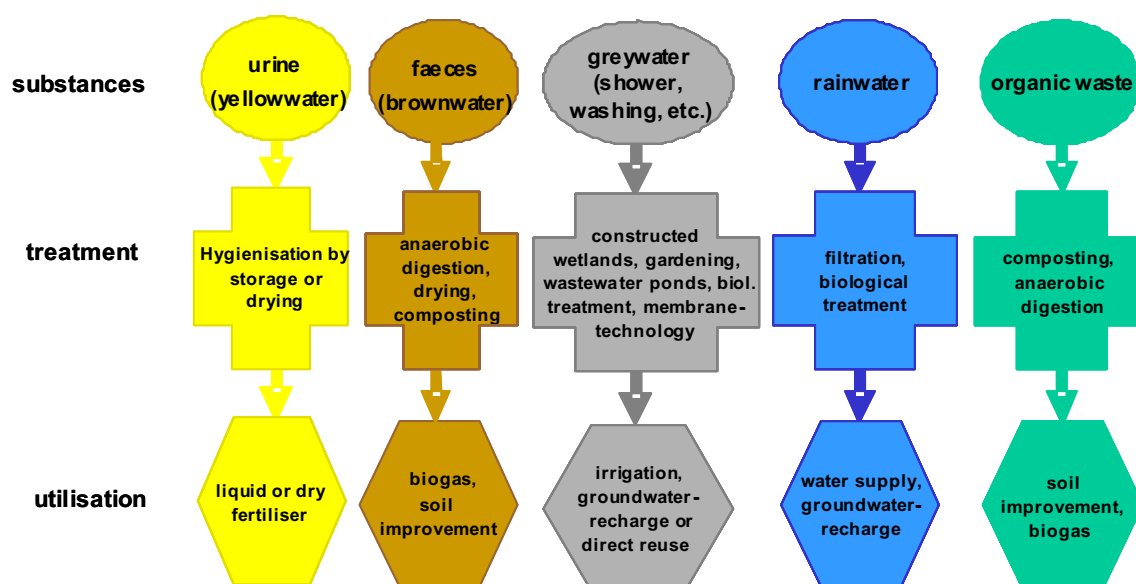 substances
urine
(yellowwater)
faeces
(brownwater)
greywater
(shower,
washing, etc.)
rainwater
organic waste
treatment
Hygienisation by
storage or
drying
anaerobic
digestion,
drying,
composting
constructed
wetlands, gardening,
wastewater ponds, biol.
treatment, membrane-
technology
filtration,
biological
treatment
composting,
anaerobic
digestion
utilisation
liquid or dry
fertiliser
biogas,
soil
improvement
irrigation,
groundwater-
recharge or
direct reuse
water supply,
groundwater-
recharge
soil
improvement,
biogas